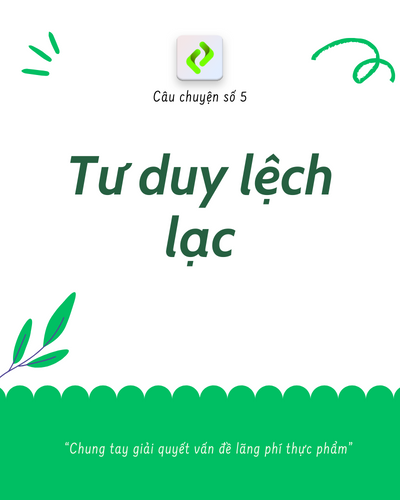 Câu chuyện số 5
Tư duy lệch
lạc
“Chung tay giải quyết vấn đề lãng phí thực phẩm”